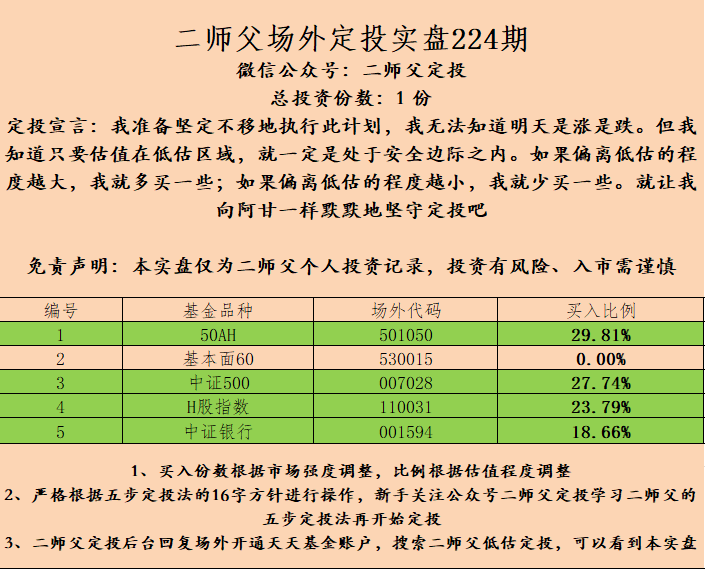 二师父场外定投实盘224期
微信公众号：二师父定投
总投资份数：1 份
定投宣言：我准备坚定不移地执行此计划，我无法知道明天是涨是跌。但我
知道只要估值在低估区域，就一定是处于安全边际之内。如果偏离低估的程
度越大，我就多买一些；如果偏离低估的程度越小，我就少买一些。就让我
向阿甘一样默默地坚守定投吧
免责声明：本实盘仅为二师父个人投资记录，投资有风险、入市需谨慎
编号 基金品种 场外代码 买入比例
1 50AH 501050 29.81%
2 基本面60 530015 0.00%
3 中证500 007028 27.74%
4 H股指数 110031 23.79%
5 中证银行 001594 18.66%
1、买入份数根据市场强度调整，比例根据估值程度调整
2、严格根据五步定投法的16字方针进行操作，新手关注公众号二师父定投学习二师父的
五步定投法再开始定投
3、二师父定投后台回复场外开通天天基金账户，搜索二师父低估定投，可以看到本实盘